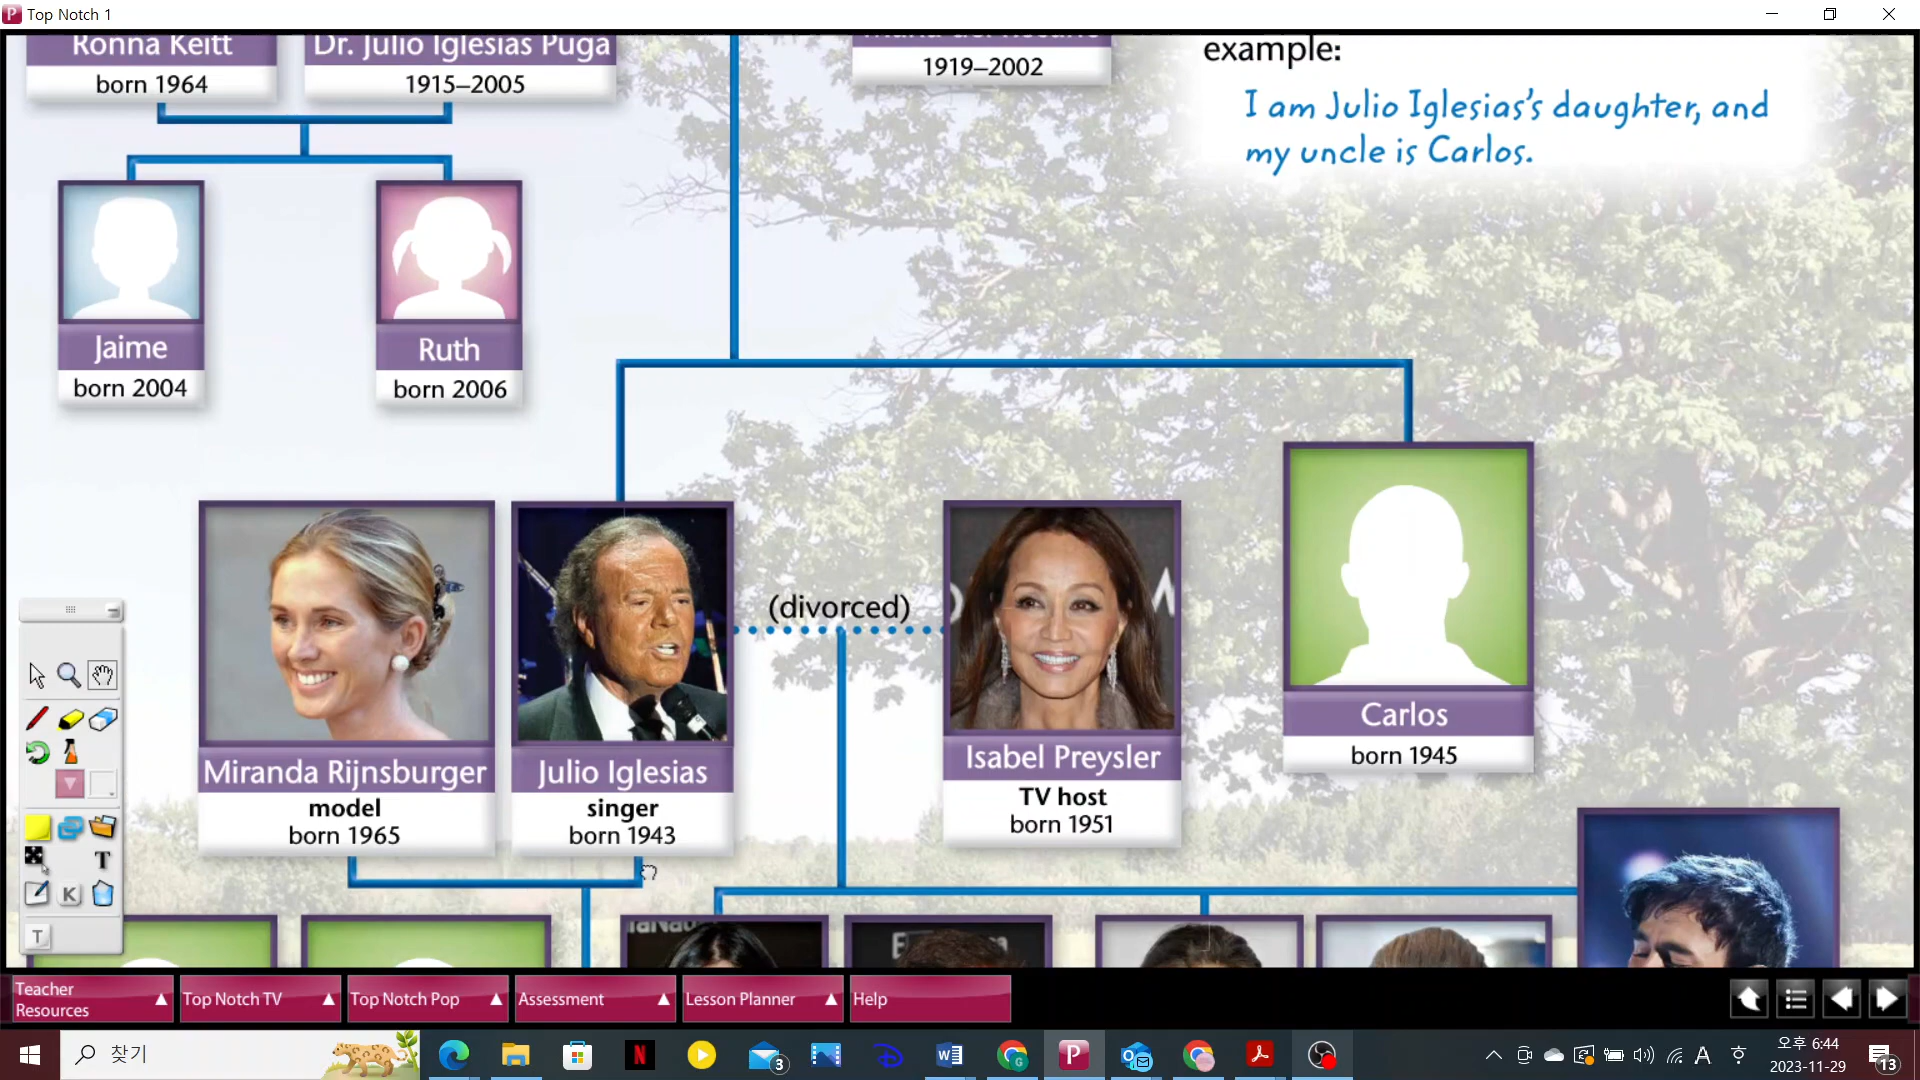 Top Notch 1
Ronna Keitt
Dr. Julio Iglesias Puga
born 1964
1915–2005
1919–2002
example:
I am Julio Iglesias's daughter, and
my uncle is Carlos.
Jaime
born 2004
Ruth
born 2006
(divorced)
Miranda Rijnsburger
model
born 1965
Julio Iglesias
singer
born 1943
Isabel Preysler
TV host
born 1951
Carlos
born 1945
T
K
T
Teacher
Resources
Top Notch TV
Top Notch Pop
Assessment
Lesson Planner
Help
찾기
3
오후 6:44
2023-11-29
13